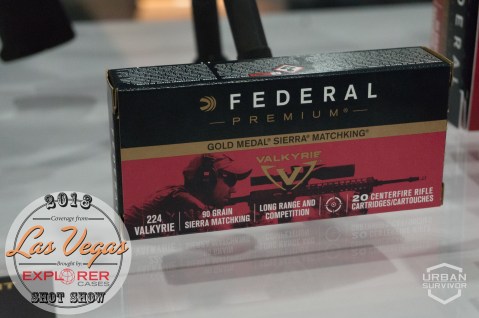 FEDERAL
PREMIUM®
GOLD MEDAL® SIERRA® MATCHKING®
VALKYRIE
V
224
VALKYRIE
90 GRAIN
SIERRA MATCHKING
LONG RANGE AND
COMPETITION
20 CENTERFIRE RIFLE
CARTRIDGES/CARTOUCHES
2018
Coverage from
Las Vegas
Brought by
EXPLORER
CASES
SHOT SHOW
URBAN
SURVIVOR